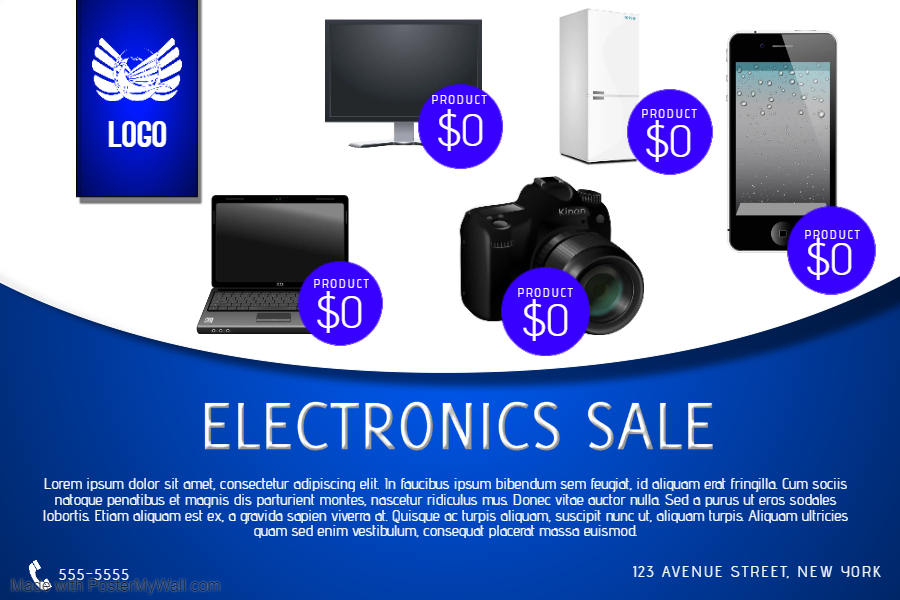 LOGO
PRODUCT
$0
PRODUCT
$0
PRODUCT
$0
PRODUCT
$0
Kinon
PRODUCT
$0
ELECTRONICS SALE
Lorem ipsum dolor sit amet, consectetur adipiscing elit. In faucibus ipsum bibendum sem feugiat, id aliquam erat fringilla. Cum sociis
natoque penatibus et magnis dis parturient montes, nascetur ridiculus mus. Donec vitae auctor nulla. Sed a purus ut eros sodales
lobortis. Etiam aliquam est ex, a gravida sapien viverra at. Quisque ac turpis aliquam, suscipit nunc ut, aliquam turpis. Aliquam ultricies
quam sed enim vestibulum, consequat placerat massa euismod.
555-5555
123 AVENUE STREET, NEW YORK
Made with PosterMyWall.com